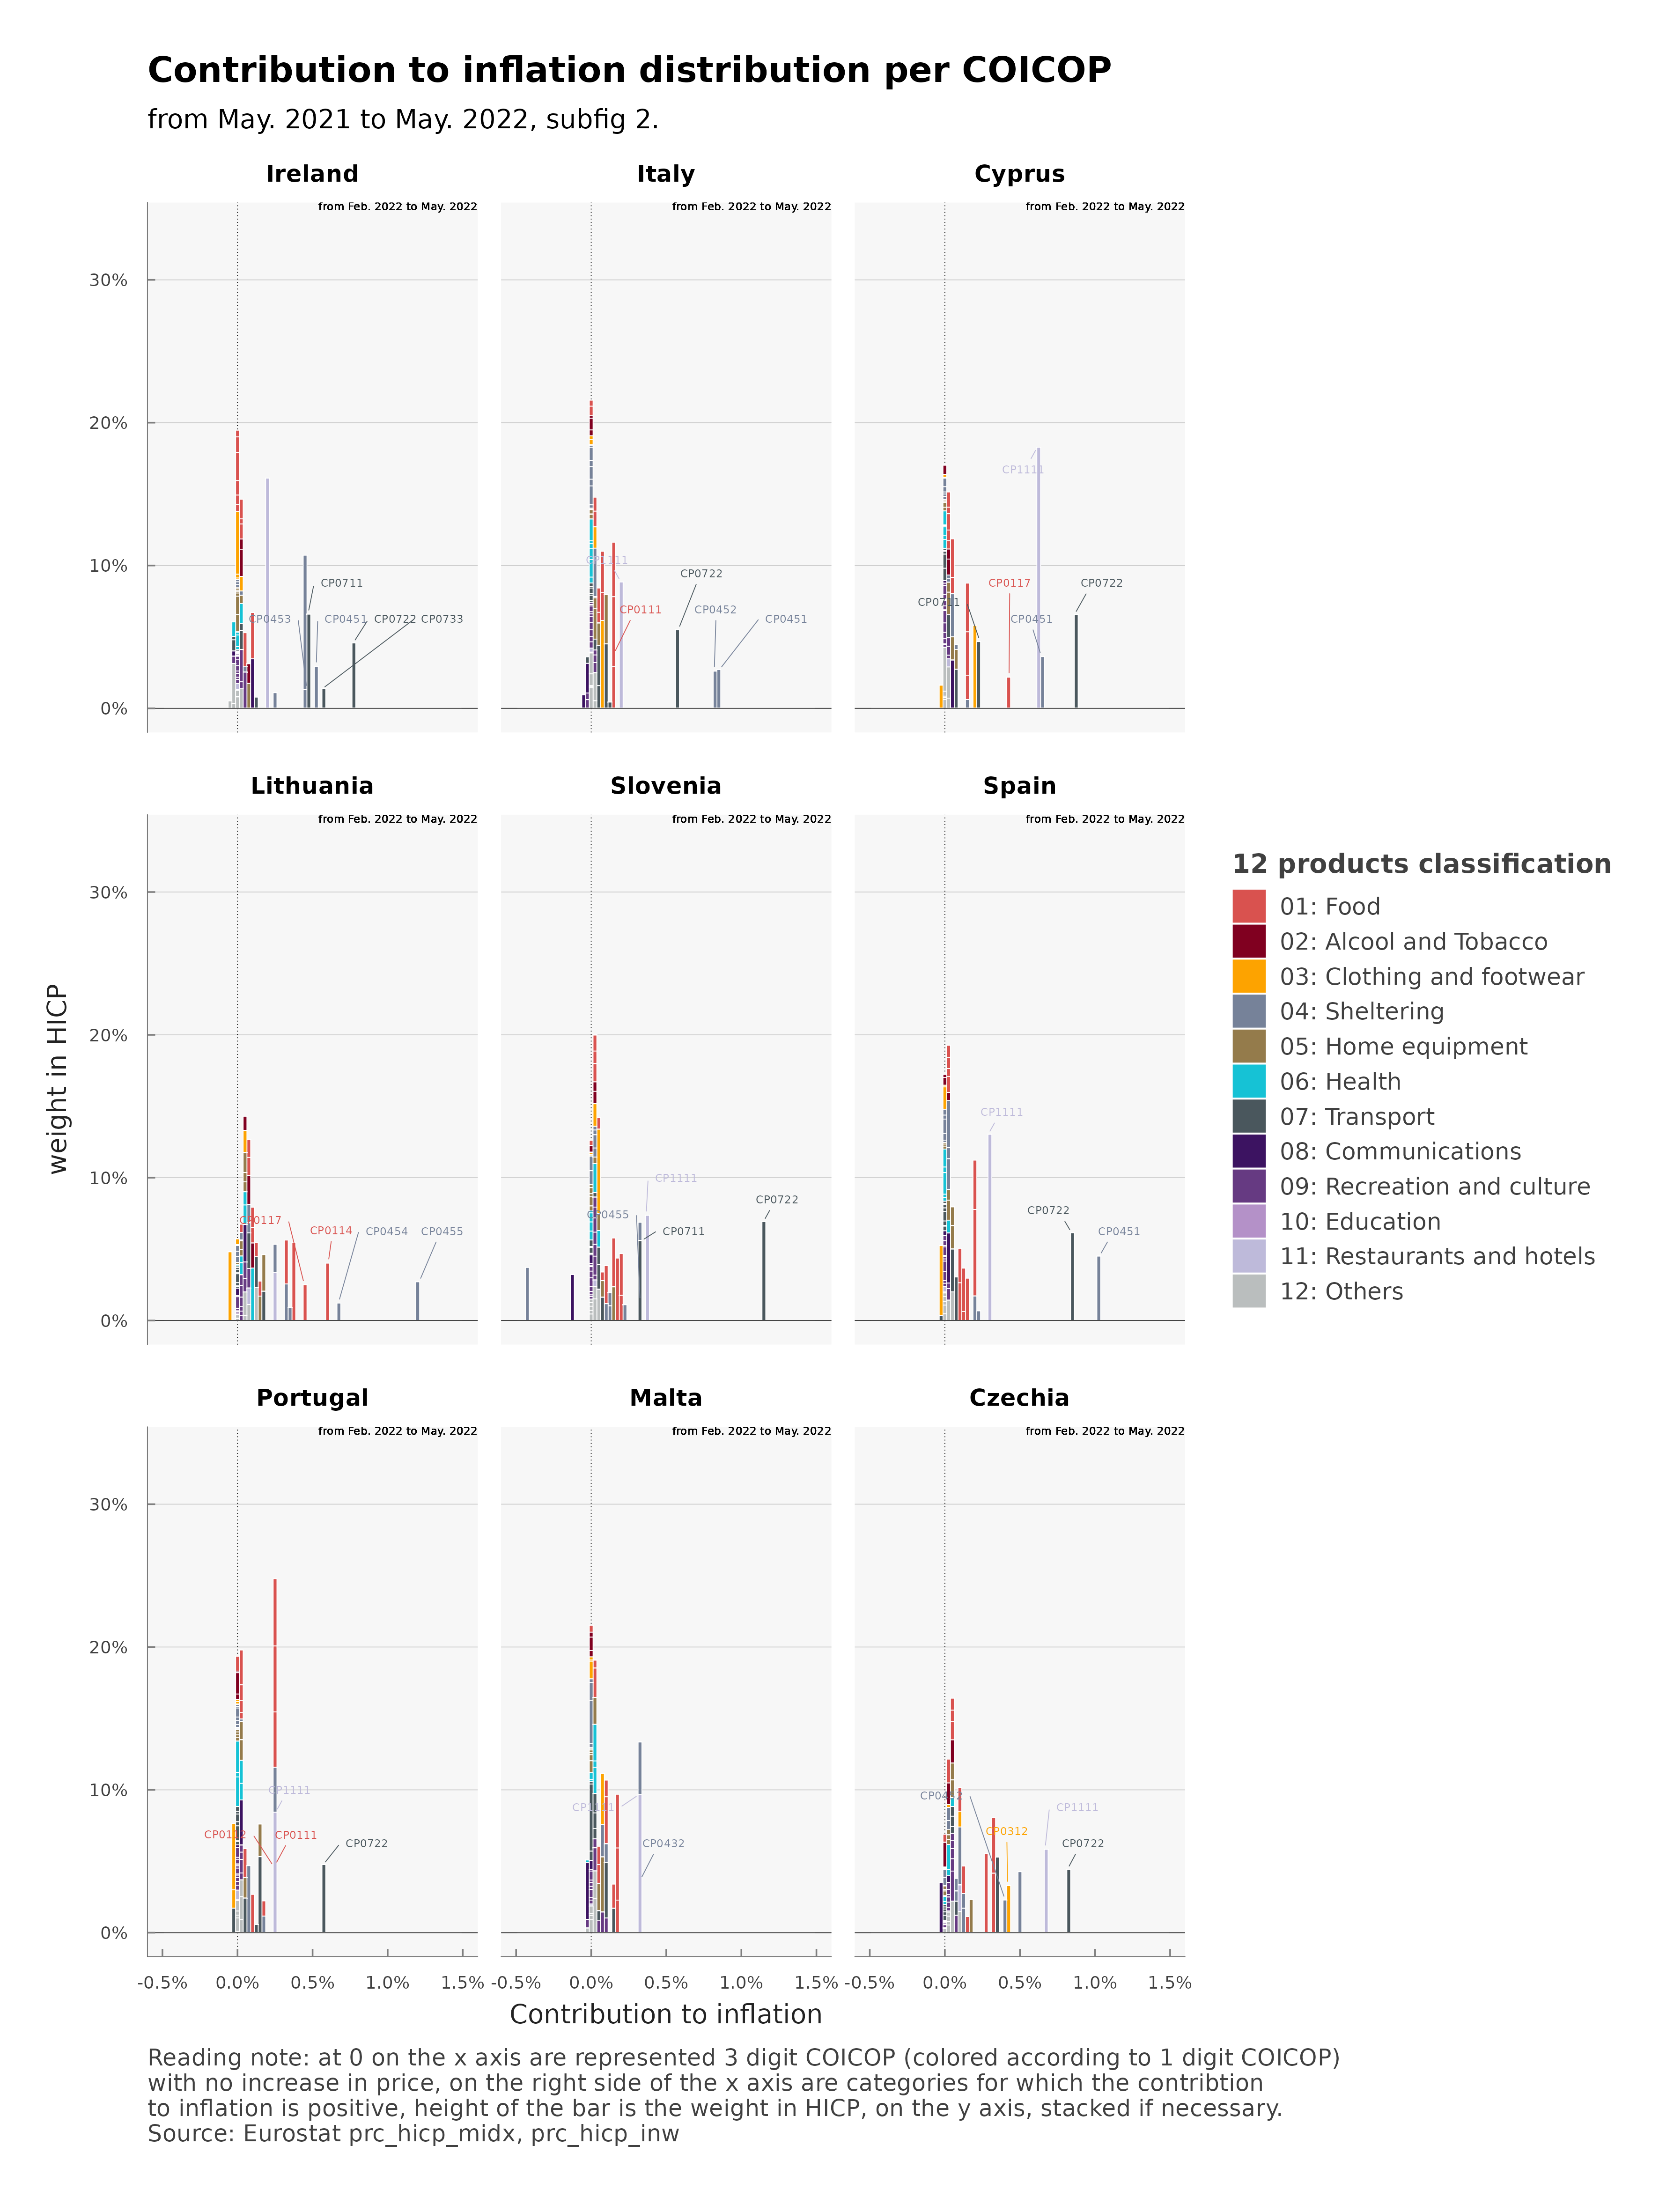 Contribution to inflation distribution per COICOP
from May. 2021 to May. 2022, subfig 2.
Ireland
Italy
Cyprus
from Feb. 2022 to May. 2022
from Feb. 2022 to May. 2022
from Feb. 2022 to May. 2022
30%
20%
10%
0%
CP0711
CP0453
CP0451
CP0722
CP0733
CP1111
CP0722
CP0111
CP0452
CP0451
CP1111
CP0117
CP0722
CP0711
CP0451
Lithuania
Slovenia
Spain
from Feb. 2022 to May. 2022
from Feb. 2022 to May. 2022
from Feb. 2022 to May. 2022
30%
20%
10%
0%
CP0117
CP0114
CP0454
CP0455
CP1111
CP0722
CP0455
CP0711
CP1111
CP0722
CP0451
weight in HICP
12 products classification
01: Food
02: Alcool and Tobacco
03: Clothing and footwear
04: Sheltering
05: Home equipment
06: Health
07: Transport
08: Communications
09: Recreation and culture
10: Education
11: Restaurants and hotels
12: Others
Portugal
Malta
Czechia
from Feb. 2022 to May. 2022
from Feb. 2022 to May. 2022
from Feb. 2022 to May. 2022
30%
20%
10%
0%
CP1111
CP0111
CP0722
CP1111
CP0432
CP0312
CP1111
CP0722
-0.5% 0.0% 0.5% 1.0% 1.5%
-0.5% 0.0% 0.5% 1.0% 1.5%
-0.5% 0.0% 0.5% 1.0% 1.5%
Contribution to inflation
Reading note: at 0 on the x axis are represented 3 digit COICOP (colored according to 1 digit COICOP)
with no increase in price, on the right side of the x axis are categories for which the contribtion
to inflation is positive, height of the bar is the weight in HICP, on the y axis, stacked if necessary.
Source: Eurostat prc_hicp_midx, prc_hicp_inw